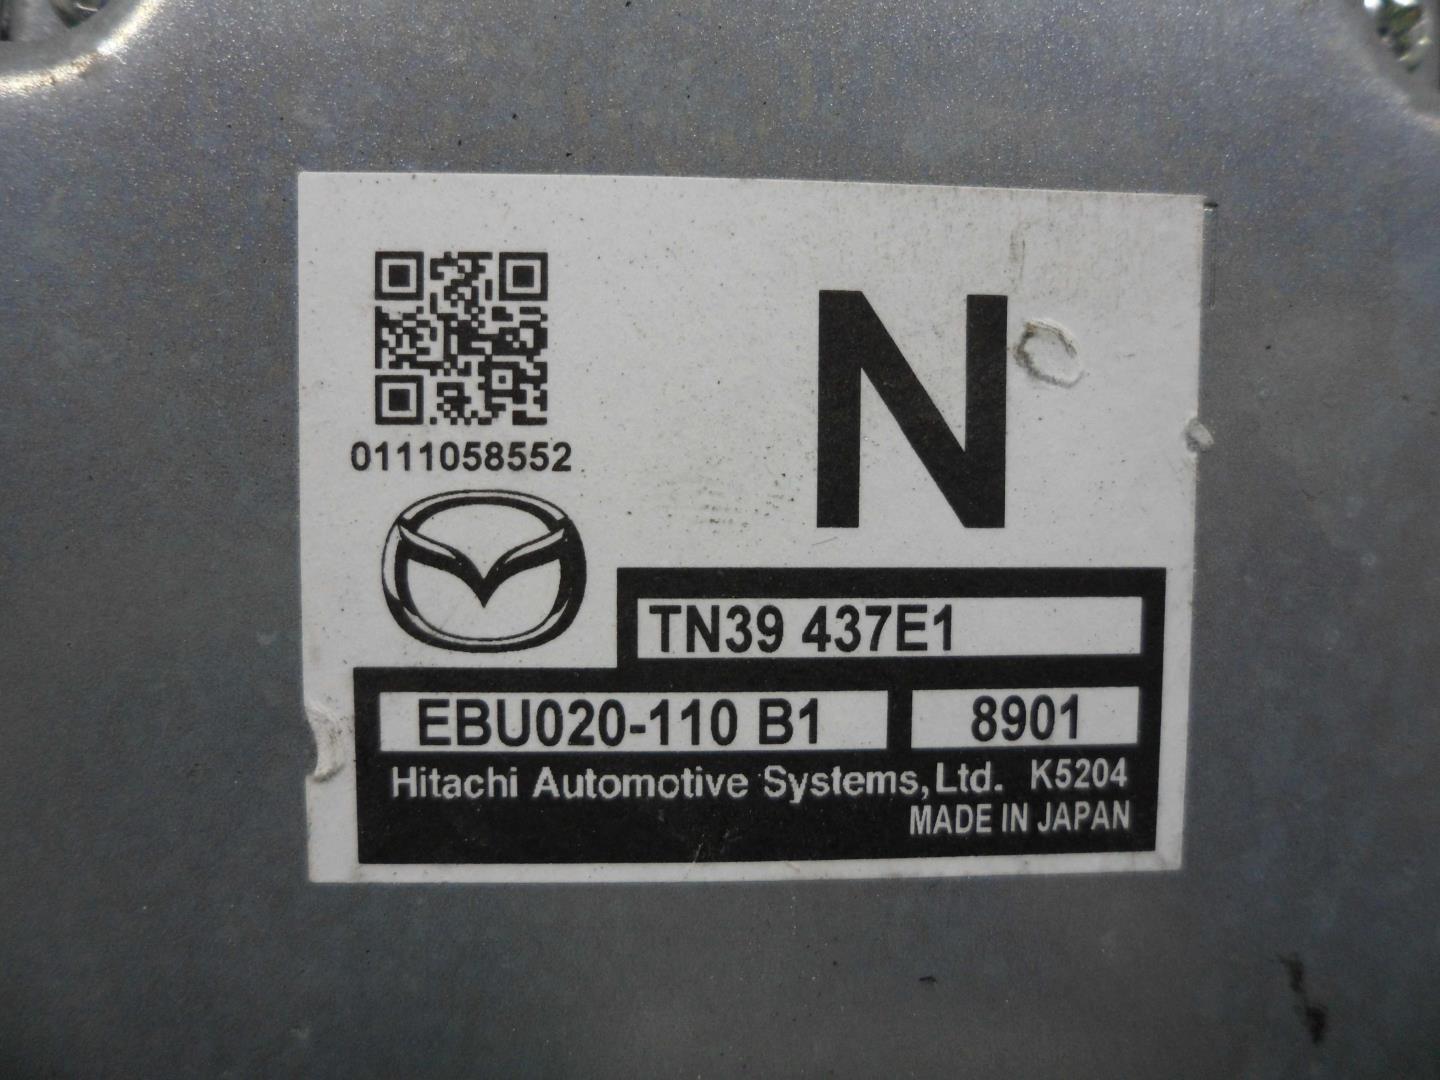 N
0111058552
TN39 437E1
EBU020-110 B1
8901
Hitachi Automotive Systems, Ltd. K5204
MADE IN JAPAN